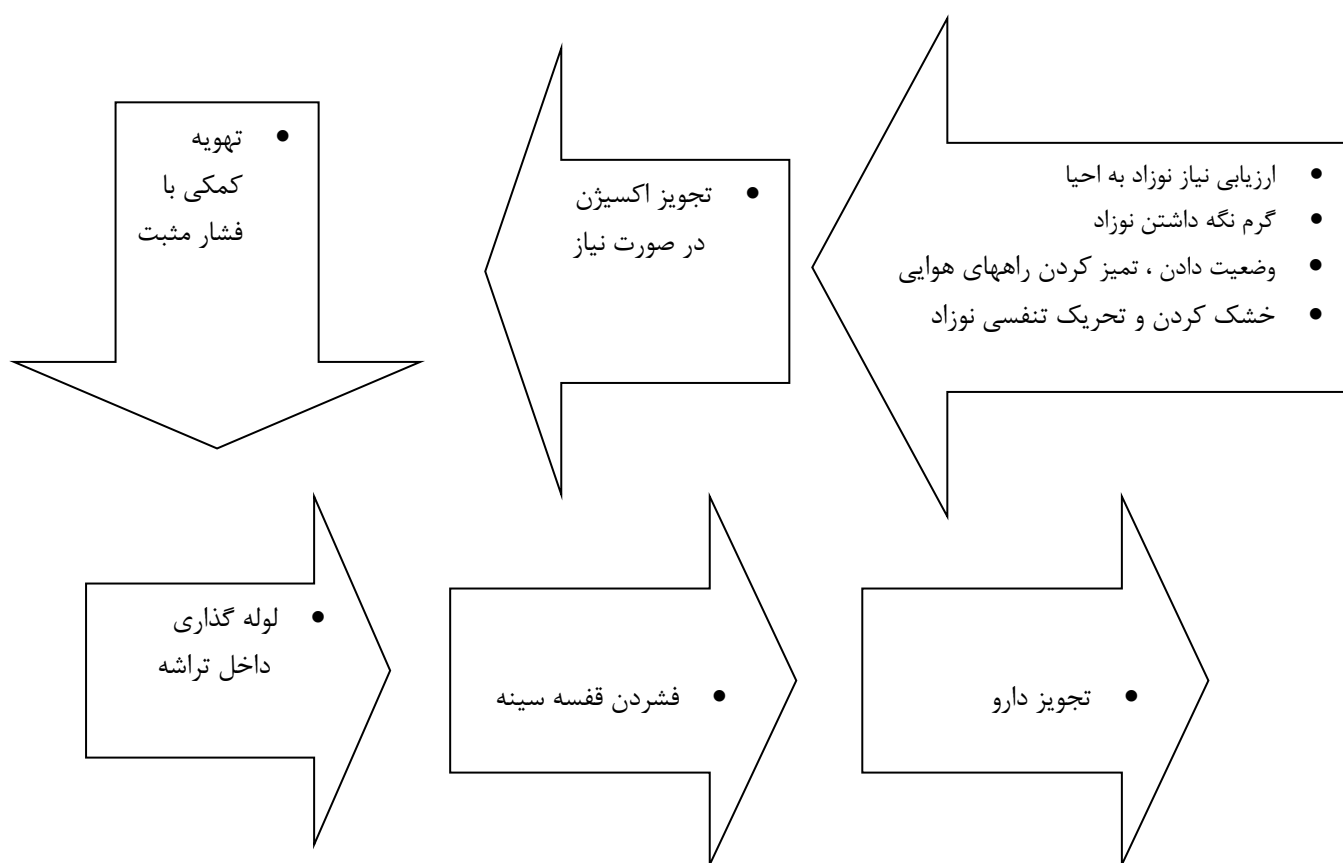 • ارزیابی نیاز نوزاد به احیا
• گرم نگه داشتن نوزاد
• وضعیت دادن ، تمیز کردن راههای هوایی
• خشک کردن و تحریک تنفسی نوزاد
• تجویز اکسیژن
در صورت نیاز
• تهویه
کمکی با
فشار مثبت
• لوله گذاری
داخل تراشه
• فشردن قفسه سینه
• تجویز دارو